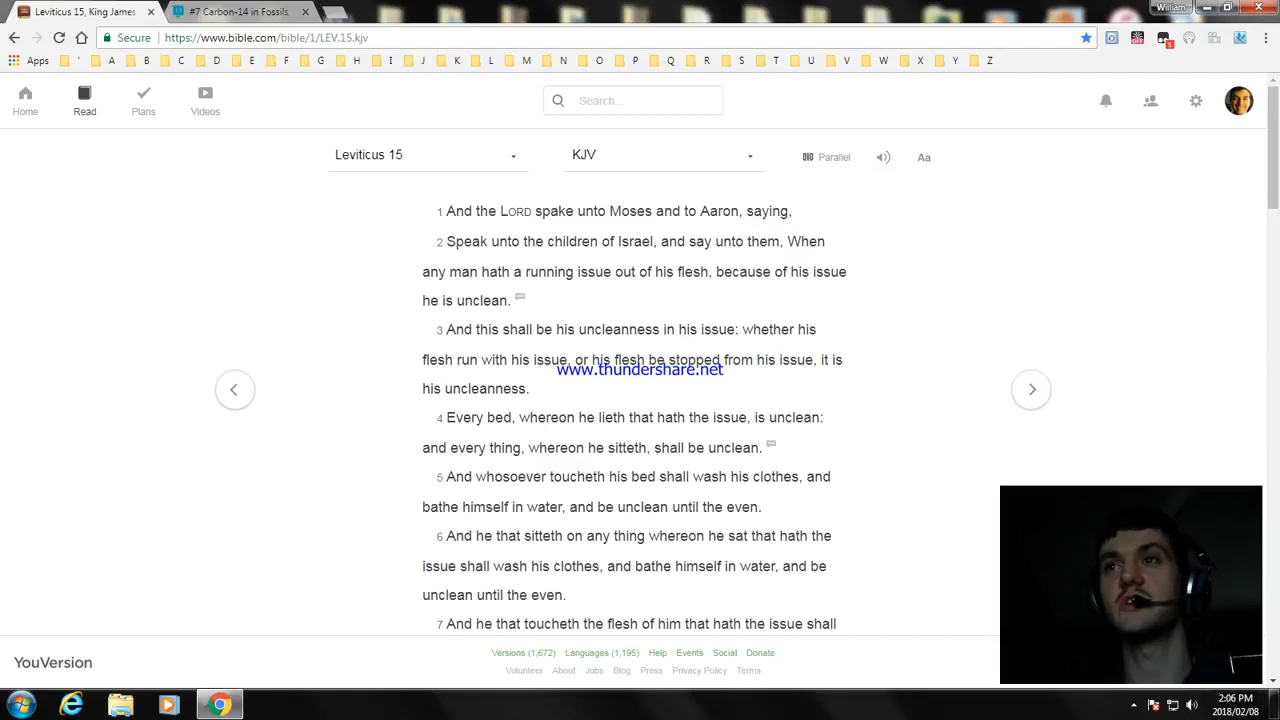 Leviticus 15, King James
#7 Carbon-14 in Fossils
William
Secure
https://www.bible.com/bible/1/LEV.15.kjv
5
Apps ' A B C D E F G H I J K L M N O P Q R S T U V W X Y Z
Home
Read
Plans
Videos
Search...
Leviticus 15
KJV
Parallel
Aa
1 And the LORD spake unto Moses and to Aaron, saying,
2 Speak unto the children of Israel, and say unto them, When
any man hath a running issue out of his flesh, because of his issue
he is unclean.
3 And this shall be his uncleanness in his issue: whether his
flesh run with his issue, or his flesh be stopped from his issue, it is
www.thundershare.net
his uncleanness.
4 Every bed, whereon he lieth that hath the issue, is unclean:
and every thing, whereon he sitteth, shall be unclean.
5 And whosoever toucheth his bed shall wash his clothes, and
bathe himself in water, and be unclean until the even.
6 And he that sitteth on any thing whereon he sat that hath the
issue shall wash his clothes, and bathe himself in water, and be
unclean until the even.
7 And he that toucheth the flesh of him that hath the issue shall
YouVersion
Versions (1,672) Languages (1,195) Help Events Social Donate
Volunteer About Jobs Blog Press Privacy Policy Terms
2:06 PM
2018/02/08